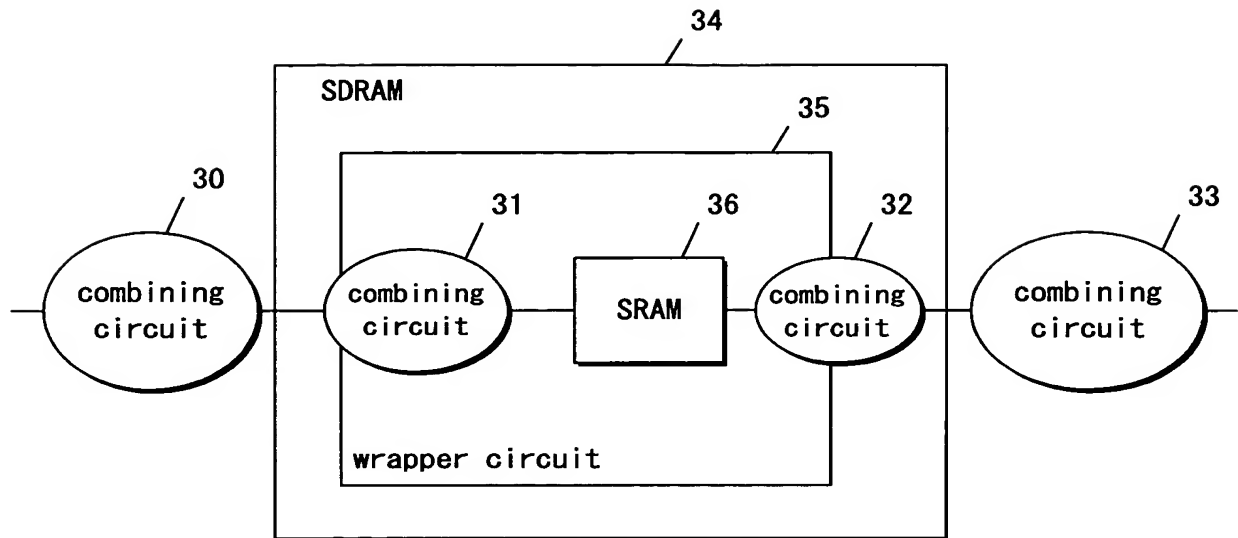 34
SDRAM
35
30
31
36
32
33
combining
circuit
combining
circuit
SRAM
combining
circuit
combining
circuit
wrapper circuit